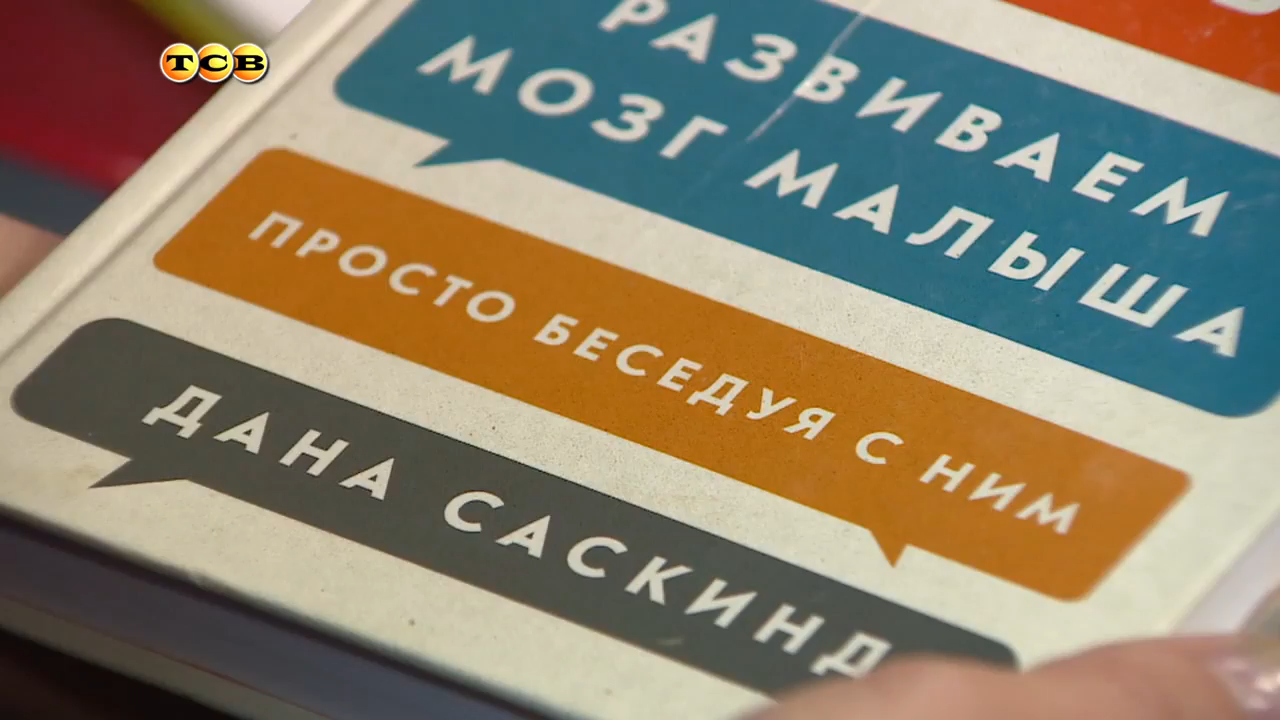 ТСВ
РАЗВИВАЕМ
МОЗГ МАЛЫША
ПРОСТО БЕСЕДУЯ С НИМ
ДАНА САСКИНД